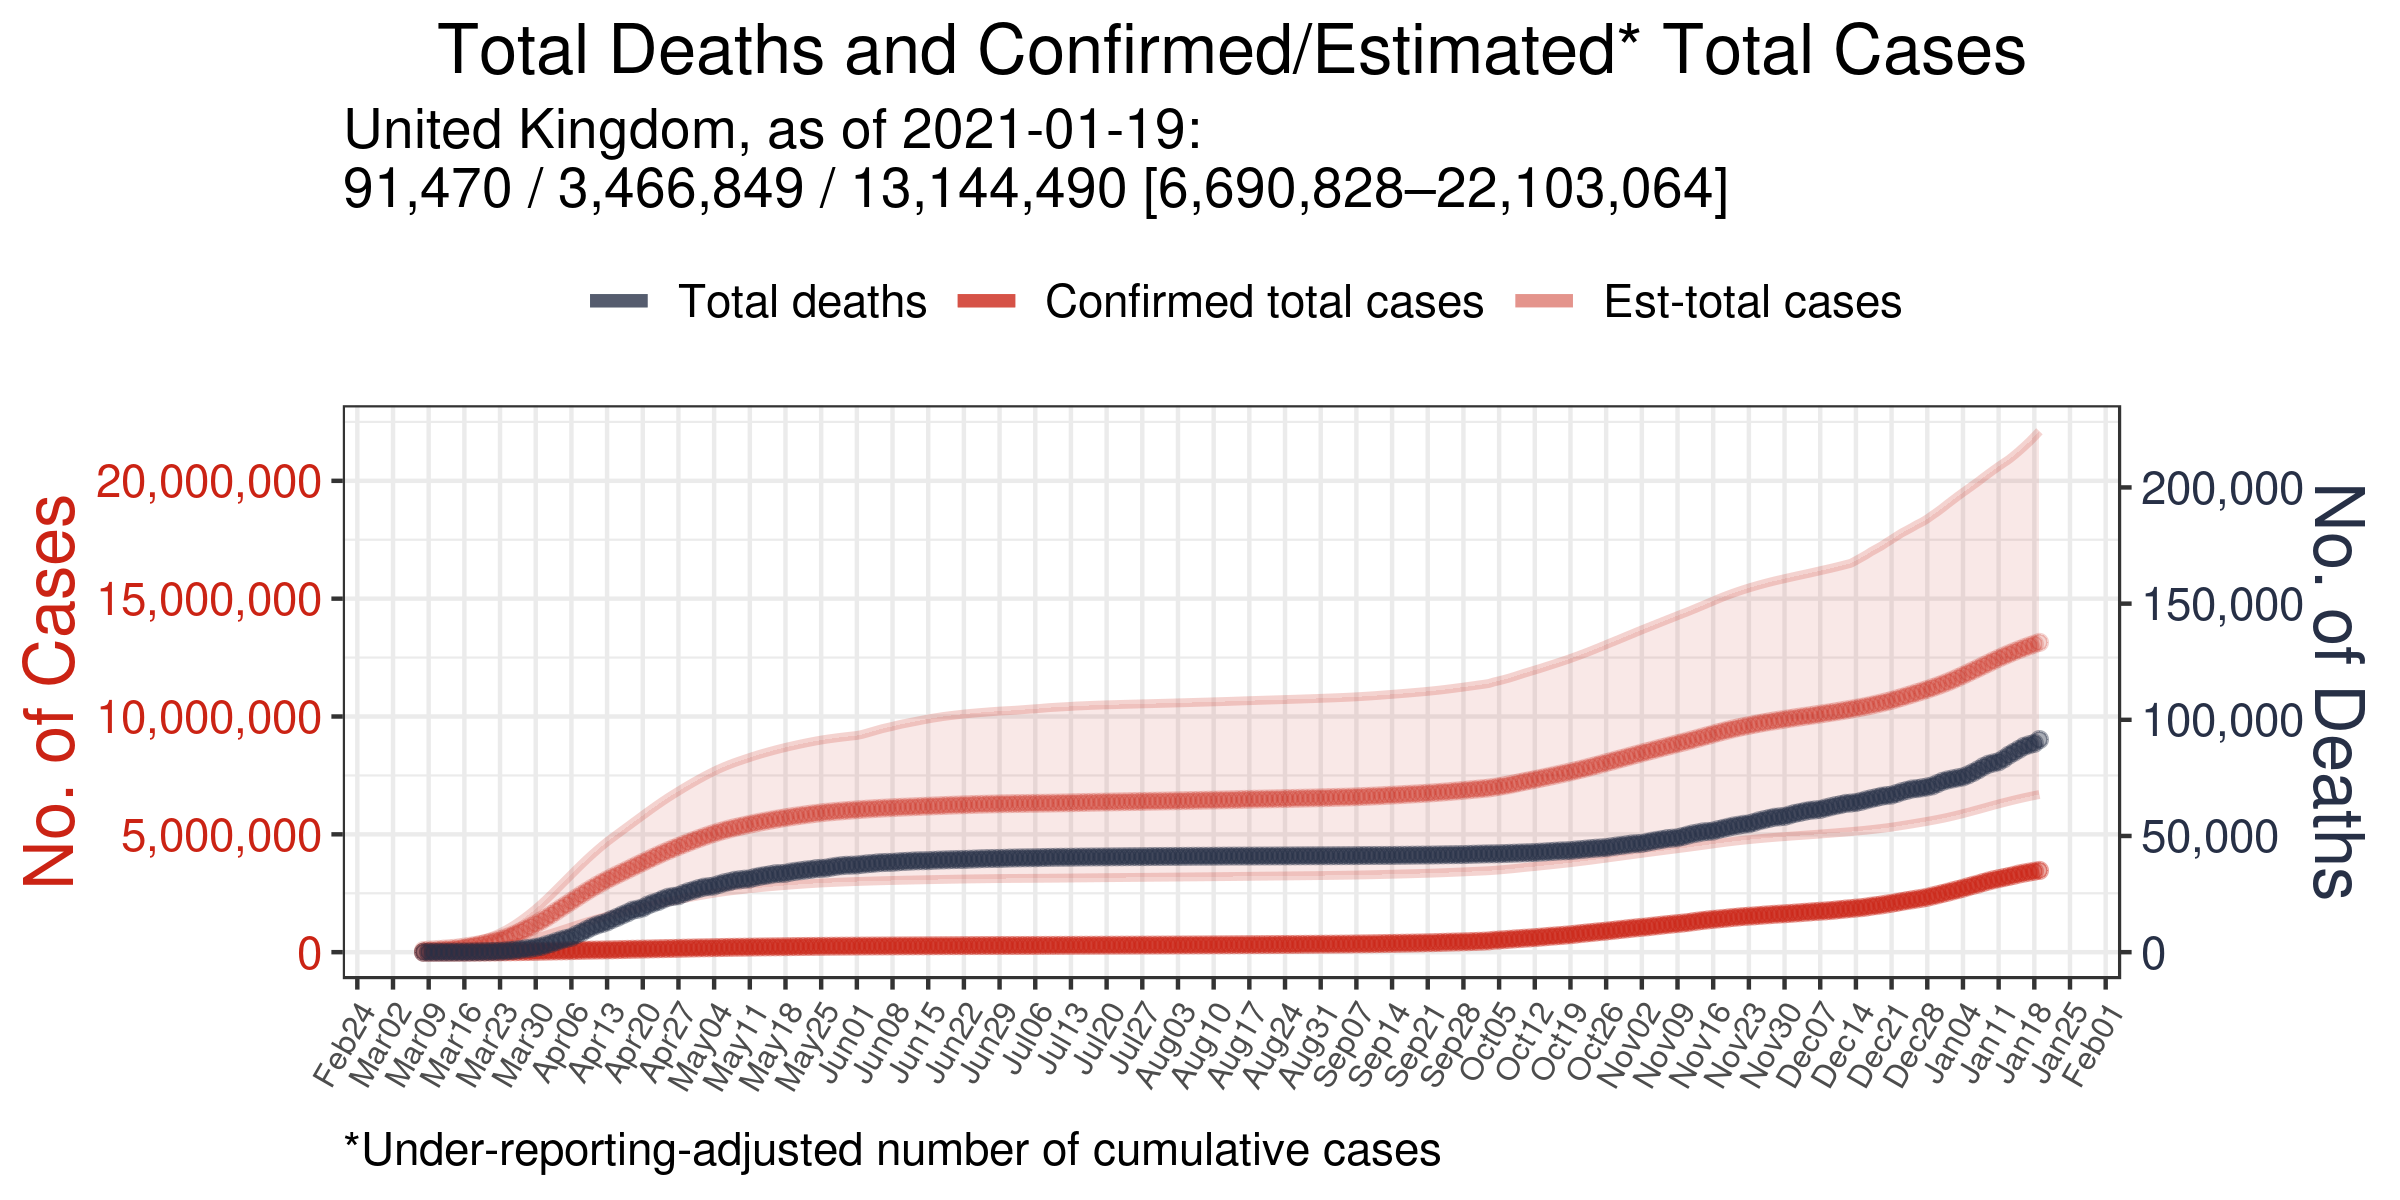 Total Deaths and Confirmed/Estimated* Total Cases
United Kingdom, as of 2021-01-19:
91,470 / 3,466,849 / 13,144,490 [6,690,828–22,103,064]
Total deaths Confirmed total cases Est-total cases
No. of Cases
20,000,000
15,000,000
10,000,000
5,000,000
0
200,000
150,000
100,000
50,000
0
No. of Deaths
Feb24 Mar02 Mar09 Mar16 Mar23 Mar30 Apr06 Apr13 Apr20 Apr27 May04 May11 May18 May25 Jun01 Jun08 Jun15 Jun22 Jun29 Jul06 Jul13 Jul20 Jul27 Aug03 Aug10 Aug17 Aug24 Aug31 Sep07 Sep14 Sep21 Sep28 Oct05 Oct12 Oct19 Oct26 Nov02 Nov09 Nov16 Nov23 Nov30 Dec07 Dec14 Dec21 Dec28 Jan04 Jan11 Jan18 Jan25 Feb01
*Under-reporting-adjusted number of cumulative cases